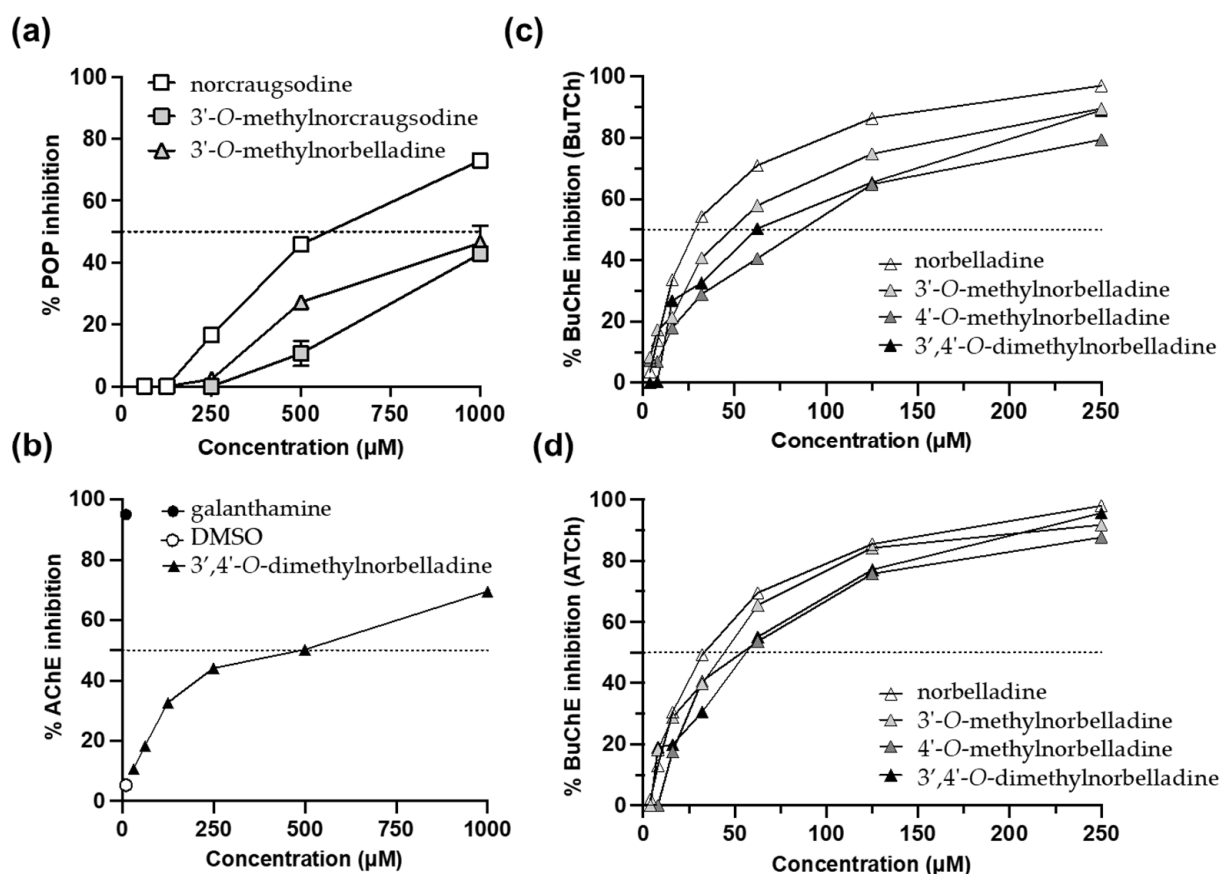 (a)
% POP inhibition
100
80
60
40
20
0
norcraugsodine
3'-O-methylnorcraugsodine
3'-O-methylnorbelladine
0
250
500
750
1000
Concentration (µM)
(b)
% AChE inhibition
100
80
60
40
20
0
galanthamine
DMSO
3′,4'-O-dimethylnorbelladine
0
250
500
750
1000
Concentration (µM)
(c)
% BuChE inhibition (BuTCh)
100
80
60
40
20
0
norbelladine
3'-O-methylnorbelladine
4'-O-methylnorbelladine
3′,4'-O-dimethylnorbelladine
0
50
100
150
200
250
Concentration (µM)
(d)
% BuChE inhibition (ATCh)
100
80
60
40
20
0
norbelladine
3'-O-methylnorbelladine
4'-O-methylnorbelladine
3′,4'-O-dimethylnorbelladine
0
50
100
150
200
250
Concentration (µM)